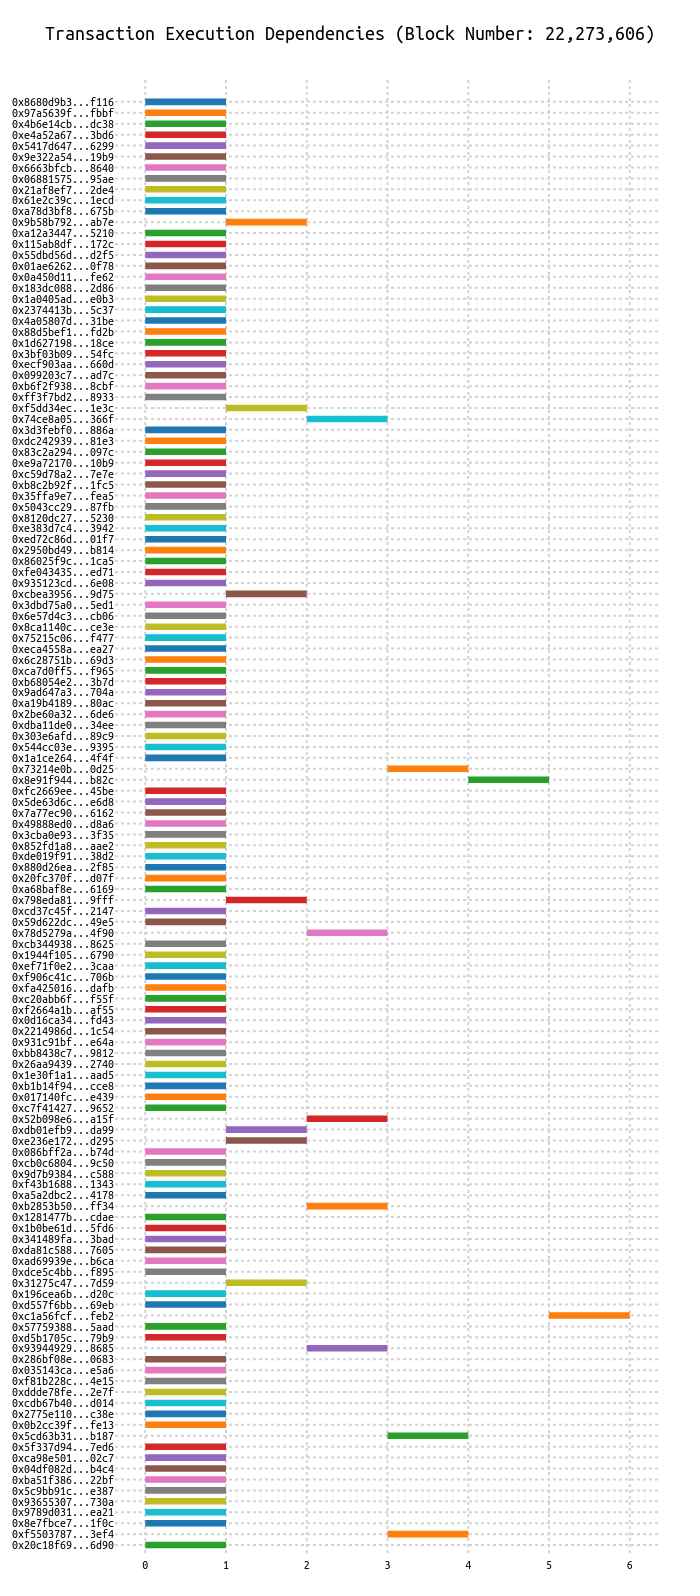 Transaction Execution Dependencies (Block Number: 22,273,606)
0x8680d9b3...f116
0x97a5639f...fbbf
0x4b6e14cb...dc38
0xe4a52a67...3bd6
0x5417d647...6299
0x9e322a54...19b9
0x6663bfcb...8640
0x06881575...95ae
0x21af8ef7...2de4
0x61e2c39c...1ecd
0xa78d3bf8...675b
0x9b58b792...ab7e
0xa12a3447...5210
0x115ab8df...172c
0x55dbd56d...d2f5
0x01ae6262...0f78
0x0a450d11...fe62
0x183dc088...2d86
0x1a0405ad...e0b3
0x2374413b...5c37
0x4a05807d...31be
0x88d5bef1...fd2b
0x1d627198...18ce
0x3bf03b09...54fc
0xecf903aa...660d
0x099203c7...ad7c
0xb6f2f938...8cbf
0xff3f7bd2...8933
0xf5dd34ec...1e3c
0x74ce8a05...366f
0x3d3febf0...886a
0xdc242939...81e3
0x83c2a294...097c
0xe9a72170...10b9
0xc59d78a2...7e7e
0xb8c2b92f...1fc5
0x35ffa9e7...fea5
0x5043cc29...87fb
0x8120dc27...5230
0xe383d7c4...3942
0xed72c86d...01f7
0x2950bd49...b814
0x86025f9c...1ca5
0xfe043435...ed71
0x935123cd...6e08
0xcbea3956...9d75
0x3dbd75a0...5ed1
0x6e57d4c3...cb06
0x8ca1140c...ce3e
0x75215c06...f477
0xeca4558a...ea27
0x6c28751b...69d3
0xca7d0ff5...f965
0xb68054e2...3b7d
0x9ad647a3...704a
0xa19b4189...80ac
0x2be60a32...6de6
0xdba11de0...34ee
0x303e6afd...89c9
0x544cc03e...9395
0x1a1ce264...4f4f
0x73214e0b...0d25
0x8e91f944...b82c
0xfc2669ee...45be
0x5de63d6c...e6d8
0x7a77ec90...6162
0x49888ed0...d8a6
0x3cba0e93...3f35
0x852fd1a8...aae2
0xde019f91...38d2
0x880d26ea...2f85
0x20fc370f...d07f
0xa68baf8e...6169
0x798eda81...9fff
0xcd37c45f...2147
0x59d622dc...49e5
0x78d5279a...4f90
0xcb344938...8625
0x1944f105...6790
0xef71f0e2...3caa
0xf906c41c...706b
0xfa425016...dafb
0xc20abb6f...f55f
0xf2664a1b...af55
0x0d16ca34...fd43
0x2214986d...1c54
0x931c91bf...e64a
0xbb8438c7...9812
0x26aa9439...2740
0x1e30f1a1...aad5
0xb1b14f94...cce8
0x017140fc...e439
0xc7f41427...9652
0x52b098e6...a15f
0xdb01efb9...da99
0xe236e172...d295
0x086bff2a...b74d
0xcb0c6804...9c50
0x9d7b9384...c588
0xf43b1688...1343
0xa5a2dbc2...4178
0xb2853b50...ff34
0x1281477b...cdae
0x1b0be61d...5fd6
0x341489fa...3bad
0xda81c588...7605
0xad69939e...b6ca
0xdce5c4bb...f895
0x31275c47...7d59
0x196cea6b...d20c
0xd557f6bb...69eb
0xc1a56fcf...feb2
0x57759388...5aad
0xd5b1705c...79b9
0x93944929...8685
0x286bf08e...0683
0x035143ca...e5a6
0xf81b228c...4e15
0xddde78fe...2e7f
0xcdb67b40...d014
0x2775e110...c38e
0x0b2cc39f...fe13
0x5cd63b31...b187
0x5f337d94...7ed6
0xca98e501...02c7
0x04df082d...b4c4
0xba51f386...22bf
0x5c9bb91c...e387
0x93655307...730a
0x9789d031...ea21
0x8e7fbce7...1f0c
0xf5503787...3ef4
0x20c18f69...6d90
0 1 2 3 4 5 6